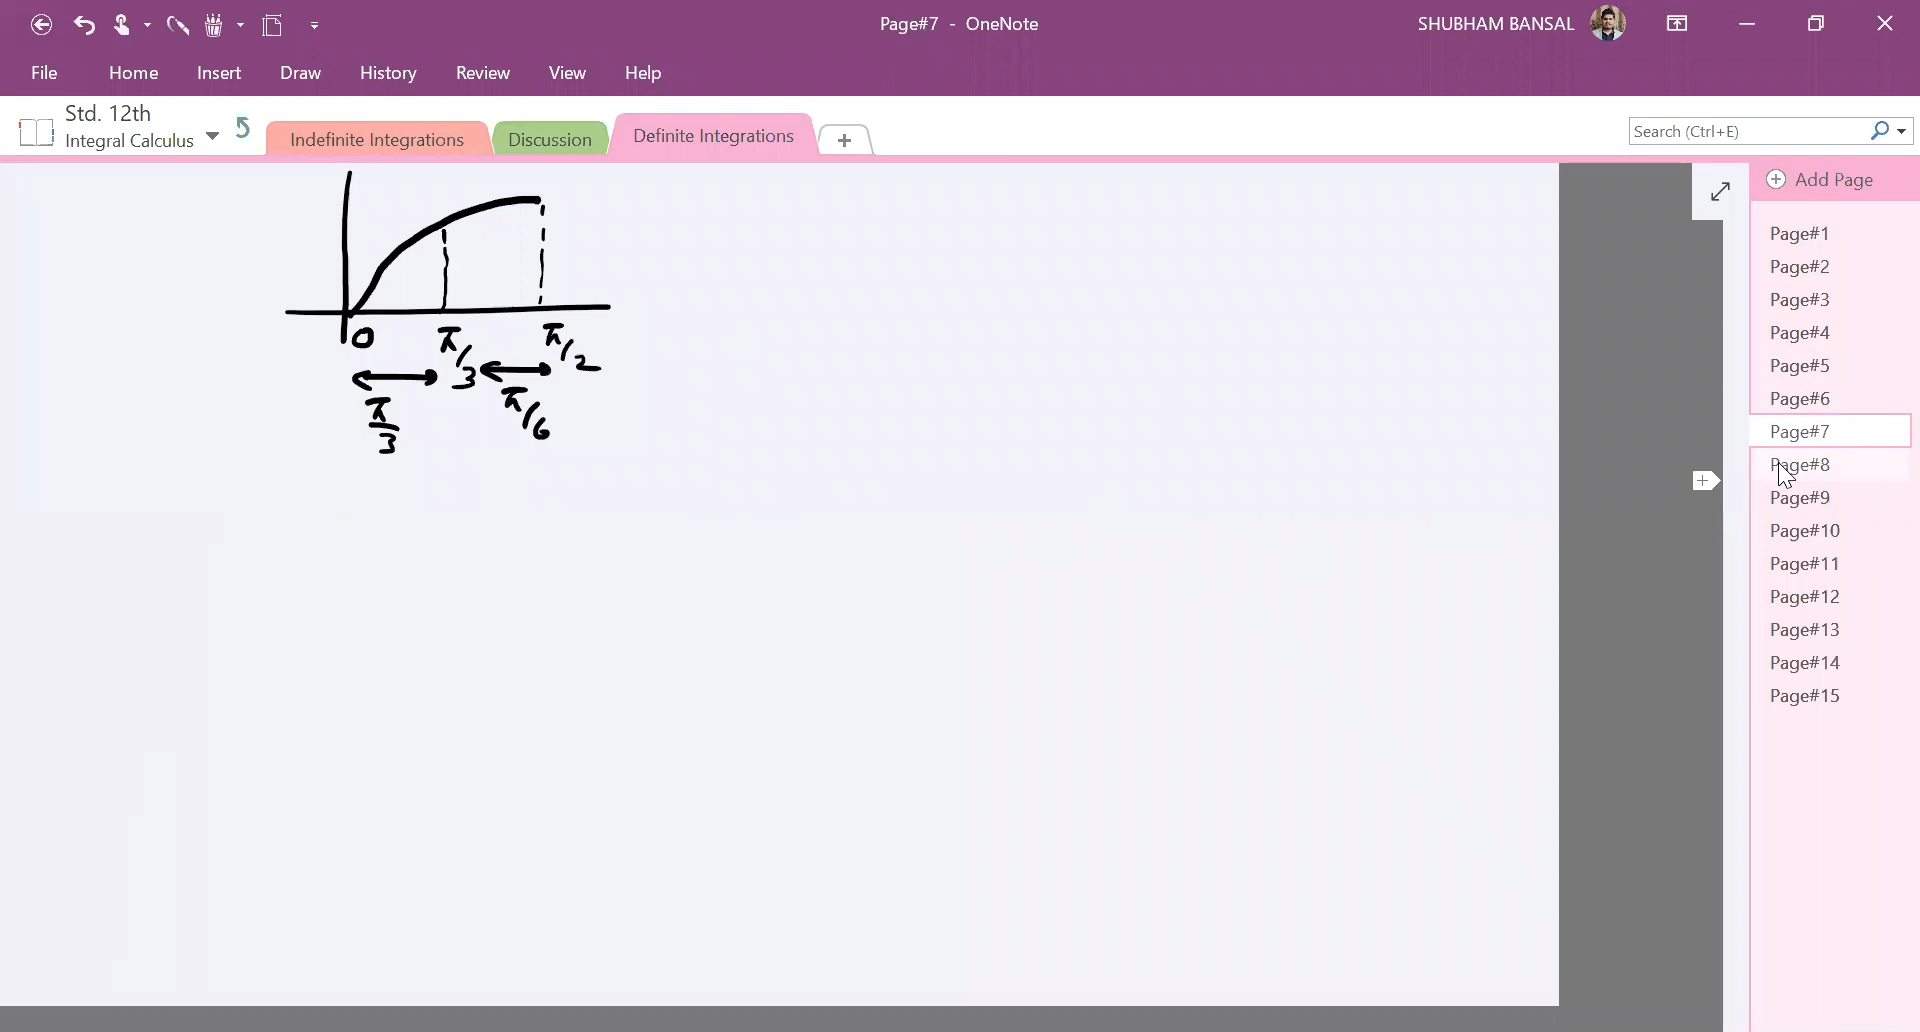 Page#7 - OneNote
SHUBHAM BANSAL
File Home Insert Draw History Review View Help
Std. 12th
Integral Calculus
Indefinite Integrations
Discussion
Definite Integrations
+
Search (Ctrl+E)
Add Page
Page#1
Page#2
Page#3
Page#4
Page#5
Page#6
Page#7
Page#8
Page#9
Page#10
Page#11
Page#12
Page#13
Page#14
Page#15
0 π/3 π/2
π/3 π/6